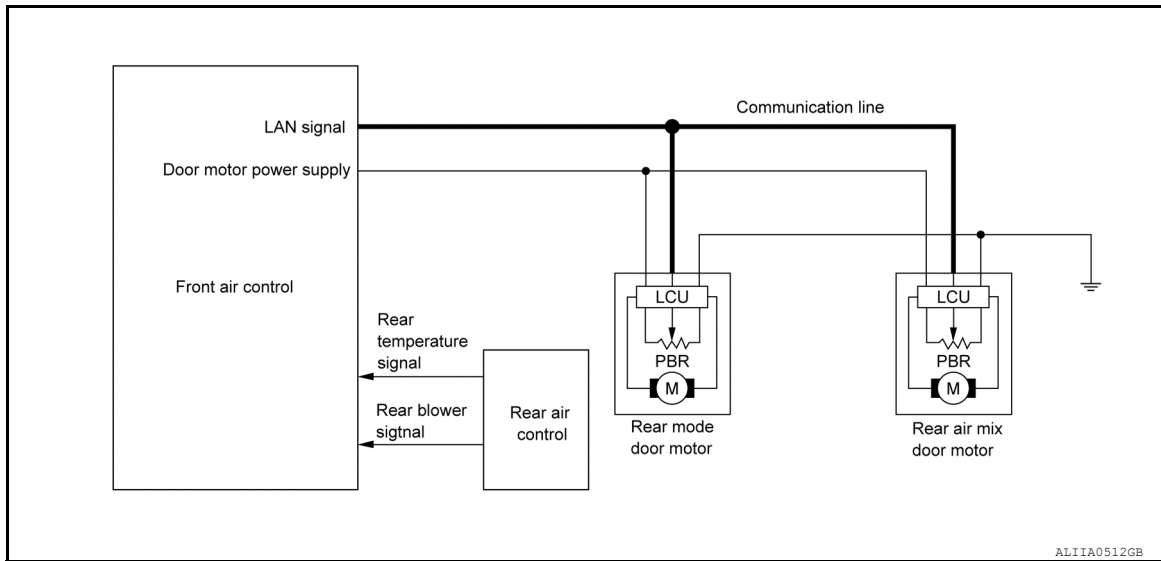 Communication line
LAN signal
Door motor power supply
Front air control
Rear
temperature
signal
Rear blower
sigtnal
Rear air
control
LCU
PBR
M
Rear mode
door motor
LCU
PBR
M
Rear air mix
door motor
ALIIA0512GB